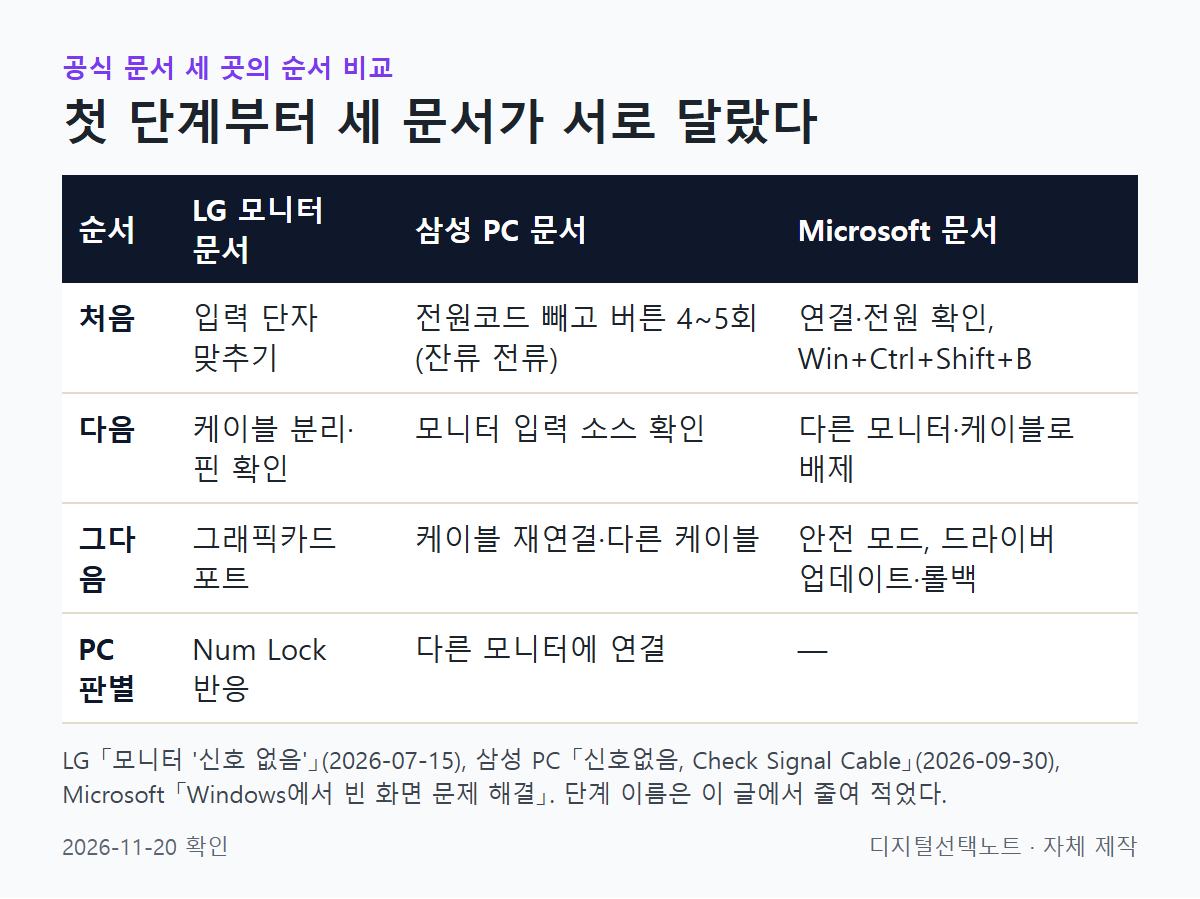 공식 문서 세 곳의 순서 비교
첫 단계부터 세 문서가 서로 달랐다
순서
LG 모니터
문서
삼성 PC 문서
Microsoft 문서
처음
입력 단자
맞추기
전원코드 빼고 버튼 4~5회
(잔류 전류)
연결·전원 확인,
Win+Ctrl+Shift+B
다음
케이블 분리·
핀 확인
모니터 입력 소스 확인
다른 모니터·케이블로
배제
그다
음
그래픽카드
포트
케이블 재연결·다른 케이블
안전 모드, 드라이버
업데이트·롤백
PC
판별
Num Lock
반응
다른 모니터에 연결
—
LG「모니터 '신호 없음'」(2026-07-15), 삼성 PC「신호없음, Check Signal Cable」(2026-09-30),
Microsoft「Windows에서 빈 화면 문제 해결」. 단계 이름은 이 글에서 줄여 적었다.
2026-11-20 확인
디지털선택노트 · 자체 제작